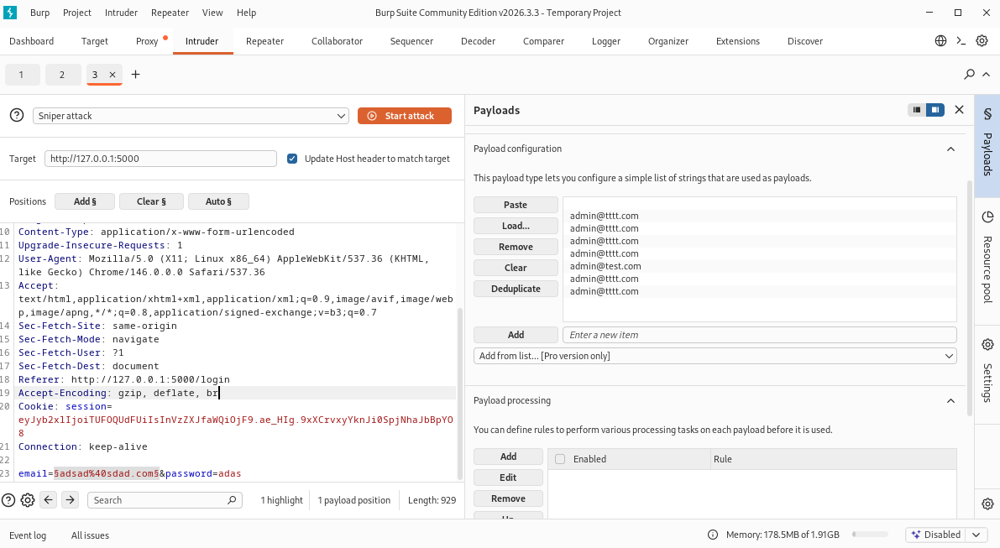 Burp Project Intruder Repeater View Help Burp Suite Community Edition v2026.3.3 - Temporary Project
Dashboard Target Proxy Intruder Repeater Collaborator Sequencer Decoder Comparer Logger Organizer Extensions Discover
1 2 3 × +
Sniper attack Start attack
Target http://127.0.0.1:5000 Update Host header to match target
Positions Add § Clear § Auto §
10 Content-Type: application/x-www-form-urlencoded
11 Upgrade-Insecure-Requests: 1
12 User-Agent: Mozilla/5.0 (X11; Linux x86_64) AppleWebKit/537.36 (KHTML,
like Gecko) Chrome/146.0.0.0 Safari/537.36
13 Accept:
text/html,application/xhtml+xml,application/xml;q=0.9,image/avif,image/web
p,image/apng,*/*;q=0.8,application/signed-exchange;v=b3;q=0.7
14 Sec-Fetch-Site: same-origin
15 Sec-Fetch-Mode: navigate
16 Sec-Fetch-User: ?1
17 Sec-Fetch-Dest: document
18 Referer: http://127.0.0.1:5000/login
19 Accept-Encoding: gzip, deflate, br
20 Cookie: session=
eyJyb2xlIjoiTUFOQUdFUiIsInVzZXJfaWQiOjF9.ae_HIg.9xXCrvxyYknJi0SpjNhaJbBpYO
8
21 Connection: keep-alive
22
23 email=§adsad%40sdad.com§&password=adas
Search 1 highlight 1 payload position Length: 929
Payloads
Payload configuration
This payload type lets you configure a simple list of strings that are used as payloads.
Paste
Load...
Remove
Clear
Deduplicate
admin@tttt.com
admin@tttt.com
admin@tttt.com
admin@tttt.com
admin@test.com
admin@tttt.com
admin@tttt.com
Add Enter a new item
Add from list... [Pro version only]
Payload processing
You can define rules to perform various processing tasks on each payload before it is used.
Add
Edit
Remove
Up
Enabled Rule
§ Payloads
Resource pool
Settings
Event log All issues Memory: 178.5MB of 1.91GB Disabled